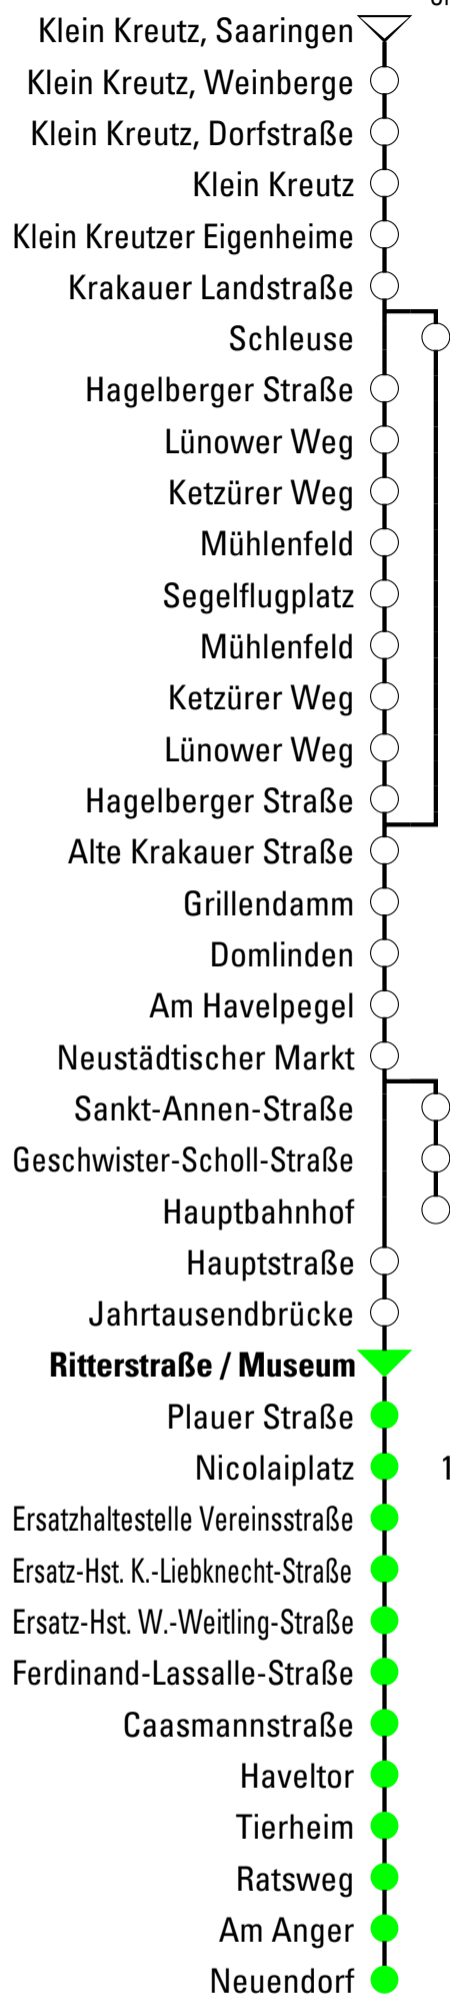 Klein Kreutz, Saaringen
Klein Kreutz, Weinberge
Klein Kreutz, Dorfstraße
Klein Kreutz
Klein Kreutzer Eigenheime
Krakauer Landstraße
Schleuse
Hagelberger Straße
Lünower Weg
Ketzürer Weg
Mühlenfeld
Segelflugplatz
Mühlenfeld
Ketzürer Weg
Lünower Weg
Hagelberger Straße
Alte Krakauer Straße
Grillendamm
Domlinden
Am Havelpegel
Neustädtischer Markt
Sankt-Annen-Straße
Geschwister-Scholl-Straße
Hauptbahnhof
Hauptstraße
Jahrtausendbrücke
Ritterstraße / Museum
Plauer Straße
Nicolaiplatz 1
Ersatzhaltestelle Vereinsstraße
Ersatz-Hst. K.-Liebknecht-Straße
Ersatz-Hst. W.-Weitling-Straße
Ferdinand-Lassalle-Straße
Caasmannstraße
Haveltor
Tierheim
Ratsweg
Am Anger
Neuendorf